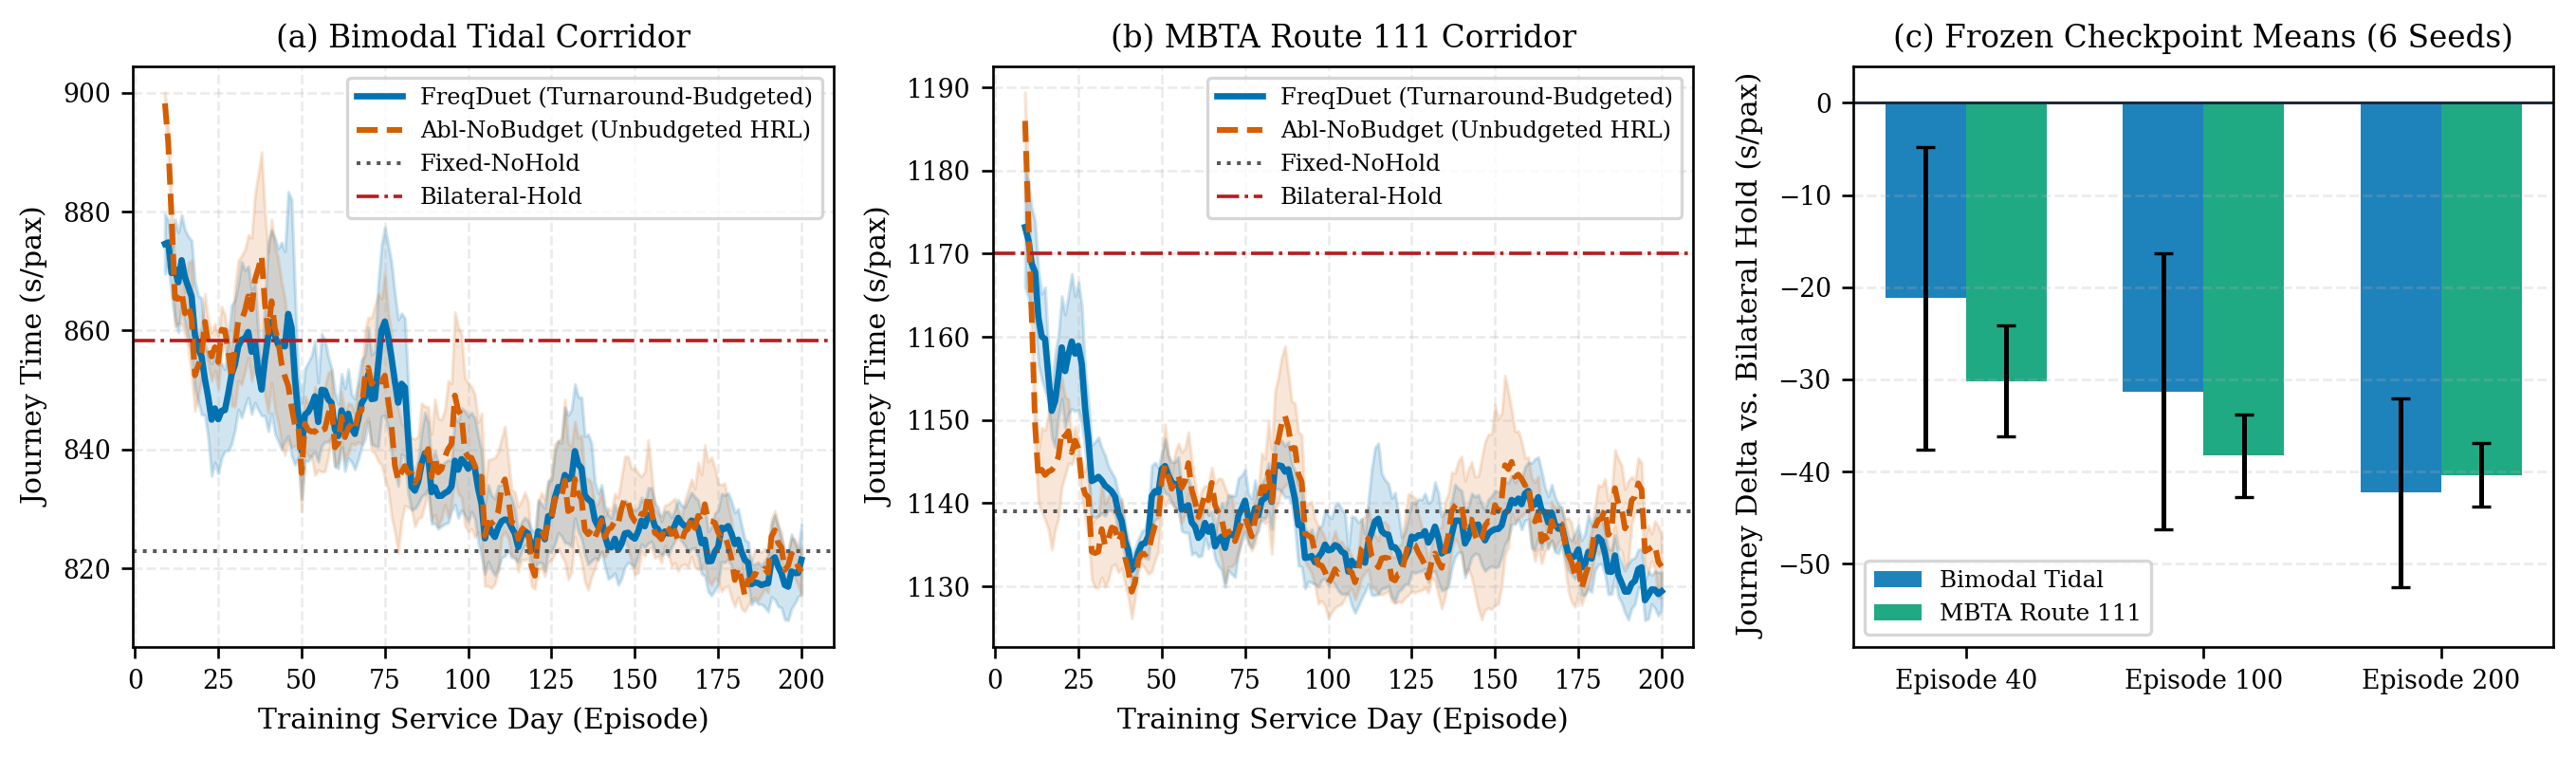 (a) Bimodal Tidal Corridor
Journey Time (s/pax)
900
880
860
840
820
FreqDuet (Turnaround-Budgeted)
Abl-NoBudget (Unbudgeted HRL)
Fixed-NoHold
Bilateral-Hold
0 25 50 75 100 125 150 175 200
Training Service Day (Episode)
(b) MBTA Route 111 Corridor
Journey Time (s/pax)
1190
1180
1170
1160
1150
1140
1130
FreqDuet (Turnaround-Budgeted)
Abl-NoBudget (Unbudgeted HRL)
Fixed-NoHold
Bilateral-Hold
0 25 50 75 100 125 150 175 200
Training Service Day (Episode)
(c) Frozen Checkpoint Means (6 Seeds)
Journey Delta vs. Bilateral Hold (s/pax)
0
−10
−20
−30
−40
−50
Bimodal Tidal
MBTA Route 111
Episode 40 Episode 100 Episode 200